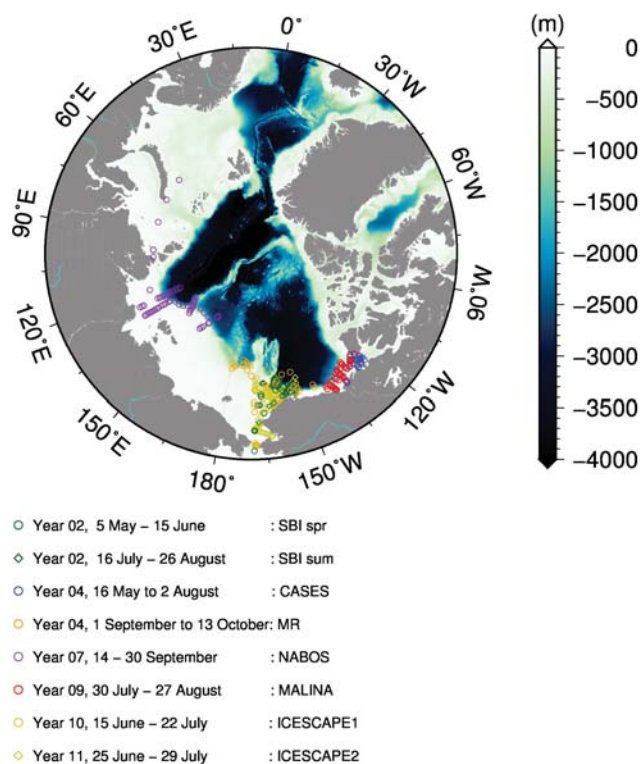 (m)
0
−500
−1000
−1500
−2000
−2500
−3000
−3500
−4000
0˚
30˚W
60˚W
90˚W
120˚W
150˚W
180˚
150˚E
120˚E
90˚E
60˚E
30˚E
Year 02, 5 May − 15 June : SBI spr
Year 02, 16 July − 26 August : SBI sum
Year 04, 16 May to 2 August : CASES
Year 04, 1 September to 13 October: MR
Year 07, 14 − 30 September : NABOS
Year 09, 30 July − 27 August : MALINA
Year 10, 15 June − 22 July : ICESCAPE1
Year 11, 25 June − 29 July : ICESCAPE2